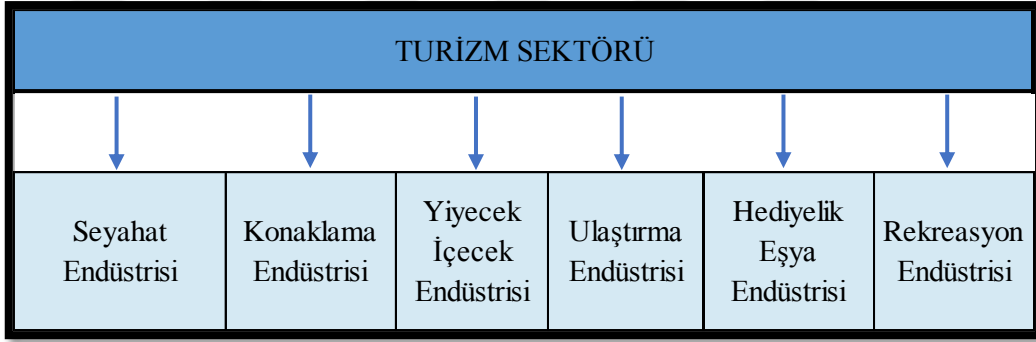 TURİZM SEKTÖRÜ
Seyahat
Endüstrisi
Konaklama
Endüstrisi
Yiyecek
İçecek
Endüstrisi
Ulaştırma
Endüstrisi
Hediyelik
Eşya
Endüstrisi
Rekreasyon
Endüstrisi